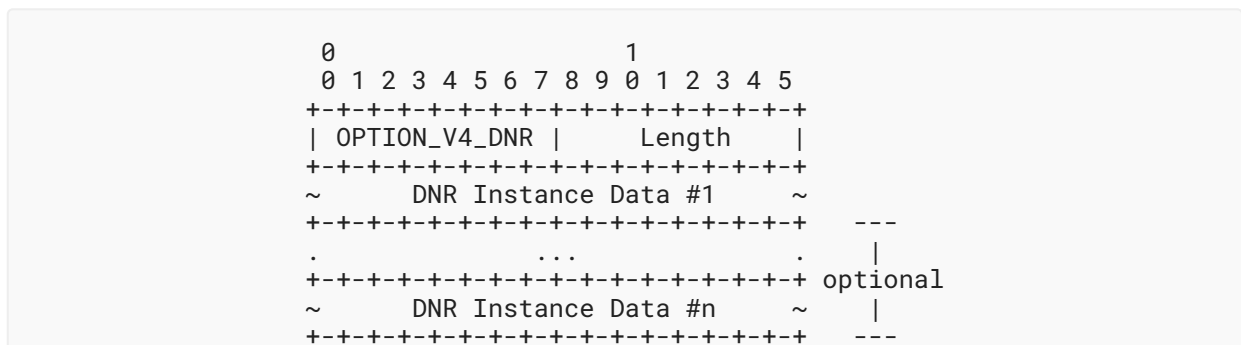 0                   1
 0 1 2 3 4 5 6 7 8 9 0 1 2 3 4 5
+-+-+-+-+-+-+-+-+-+-+-+-+-+-+-+-+
| OPTION_V4_DNR |     Length    |
+-+-+-+-+-+-+-+-+-+-+-+-+-+-+-+-+
~      DNR Instance Data #1     ~
+-+-+-+-+-+-+-+-+-+-+-+-+-+-+-+-+   ---
.              ...              .    |
+-+-+-+-+-+-+-+-+-+-+-+-+-+-+-+-+ optional
~      DNR Instance Data #n     ~    |
+-+-+-+-+-+-+-+-+-+-+-+-+-+-+-+-+   ---